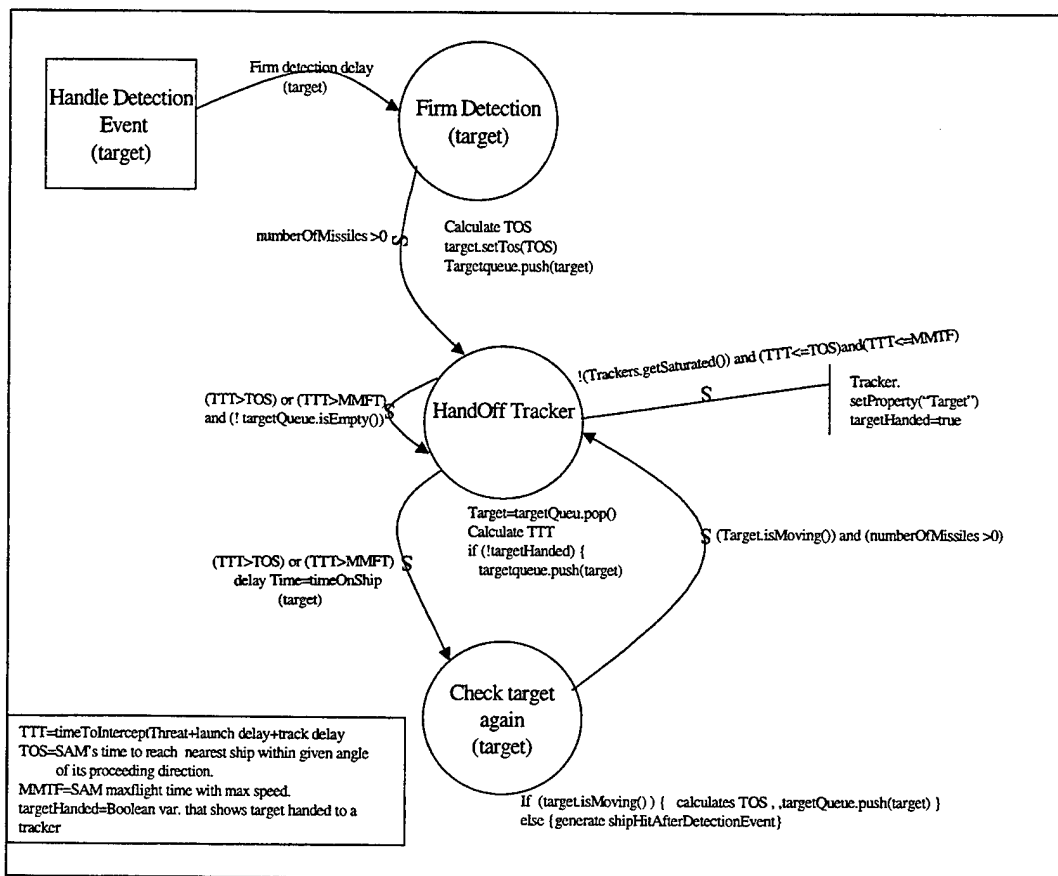 Handle Detection
Event
(target)
Firm detection delay
(target)
Firm Detection
(target)
numberOfMissiles >0
S
Calculate TOS
target.setTos(TOS)
Targetqueue.push(target)
!(Trackers.getSaturated()) and (TTT<=TOS)and(TTT<=MMTF)
S
Tracker.
setProperty("Target")
targetHanded=true
(TTT>TOS) or (TTT>MMFT)
and (! targetQueue.isEmpty())
S
HandOff Tracker
Target=targetQueu.pop()
Calculate TTT
if (!targetHanded) {
targetqueue.push(target)
S (Target.isMoving()) and (numberOfMissiles >0)
(TTT>TOS) or (TTT>MMFT)
S
delay Time=timeOnShip
(target)
Check target
again
(target)
TTT=timeToInterceptThreat+launch delay+track delay
TOS=SAM's time to reach nearest ship within given angle
of its proceeding direction.
MMTF=SAM maxflight time with max speed.
targetHanded=Boolean var. that shows target handed to a
tracker
If (target.isMoving() ) { calculates TOS , ,targetQueue.push(target) }
else {generate shipHitAfterDetectionEvent}